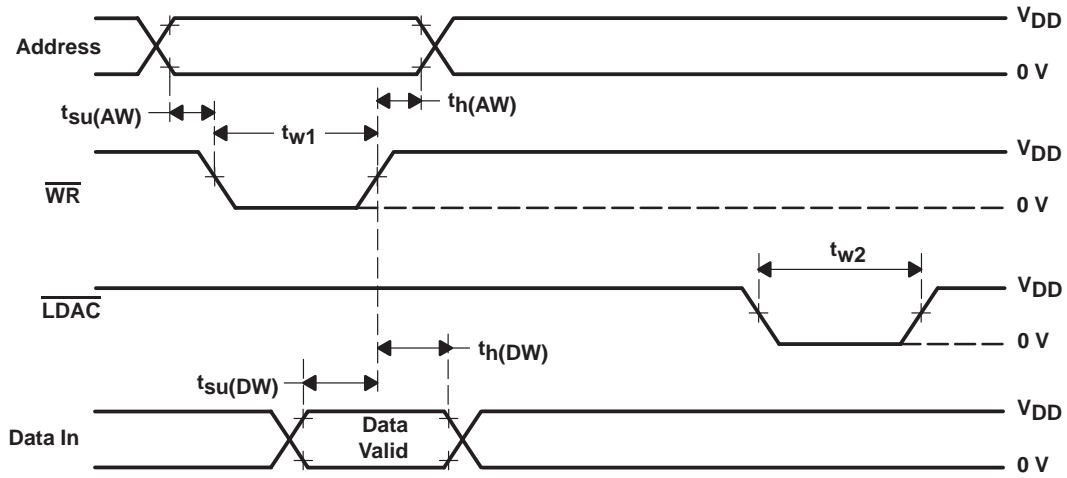 VDD
Address
0 V
tsu(AW)
th(AW)
tw1
VDD
WR
0 V
tw2
VDD
LDAC
0 V
th(DW)
tsu(DW)
VDD
Data In
Data
Valid
0 V